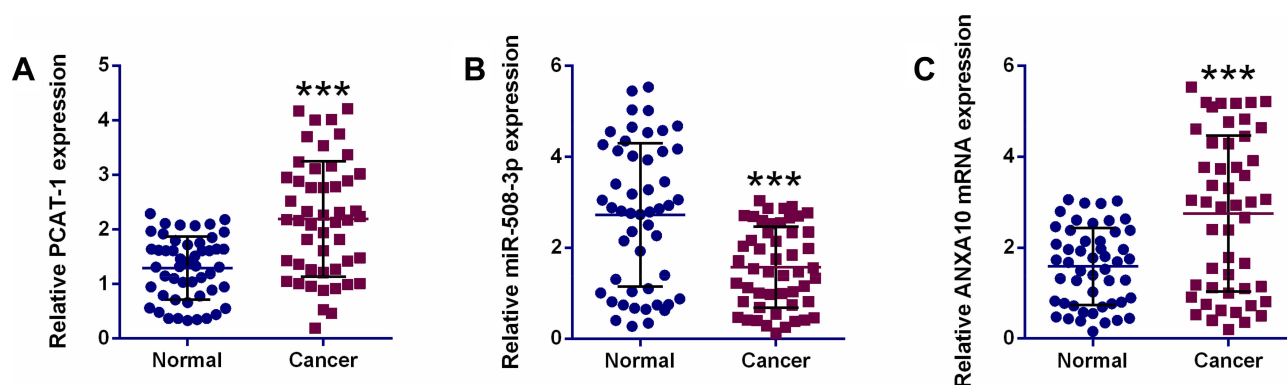 A
Relative PCAT-1 expression
5
4
3
2
1
0
***
Normal
Cancer
B
Relative miR-508-3p expression
6
4
2
0
***
Normal
Cancer
C
Relative ANXA10 mRNA expression
6
4
2
0
***
Normal
Cancer